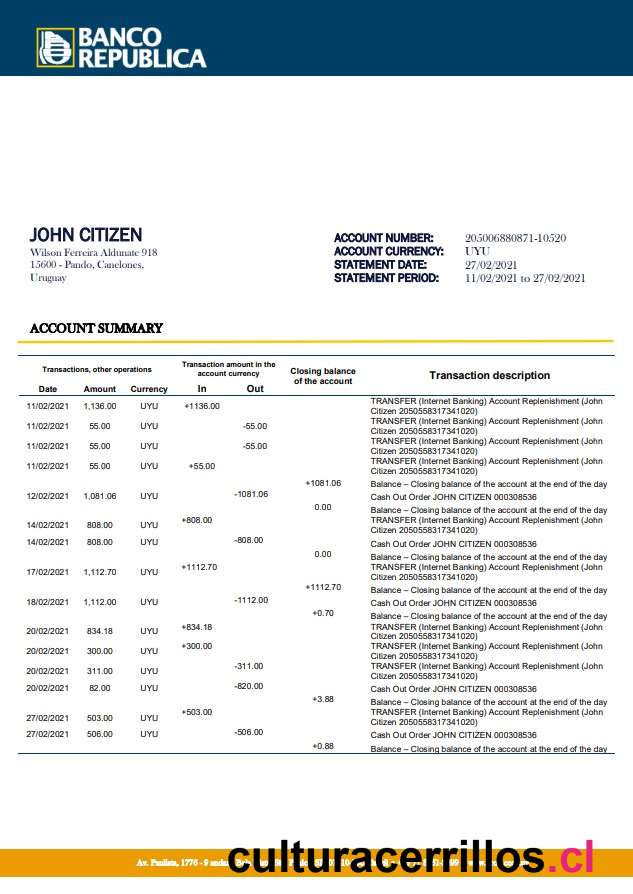 BANCO
REPUBLICA
JOHN CITIZEN
Wilson Ferreira Aldunate 918
15600 - Pando, Canelones,
Uruguay
ACCOUNT NUMBER: 205006880871-10520
ACCOUNT CURRENCY: UYU
STATEMENT DATE: 27/02/2021
STATEMENT PERIOD: 11/02/2021 to 27/02/2021
ACCOUNT SUMMARY
Transactions, other operations
Transaction amount in the
account currency
Closing balance
of the account
Transaction description
Date Amount Currency In Out
11/02/2021 1,136.00 UYU +1136.00 TRANSFER (Internet Banking) Account Replenishment (John
Citizen 2050558317341020)
11/02/2021 55.00 UYU -55.00 TRANSFER (Internet Banking) Account Replenishment (John
Citizen 2050558317341020)
11/02/2021 55.00 UYU -55.00 TRANSFER (Internet Banking) Account Replenishment (John
Citizen 2050558317341020)
11/02/2021 55.00 UYU +55.00 TRANSFER (Internet Banking) Account Replenishment (John
Citizen 2050558317341020)
+1081.06 Balance – Closing balance of the account at the end of the day
12/02/2021 1,081.06 UYU -1081.06 Cash Out Order JOHN CITIZEN 000308536
0.00 Balance – Closing balance of the account at the end of the day
14/02/2021 808.00 UYU +808.00 TRANSFER (Internet Banking) Account Replenishment (John
Citizen 2050558317341020)
14/02/2021 808.00 UYU -808.00 Cash Out Order JOHN CITIZEN 000308536
0.00 Balance – Closing balance of the account at the end of the day
17/02/2021 1,112.70 UYU +1112.70 TRANSFER (Internet Banking) Account Replenishment (John
Citizen 2050558317341020)
+1112.70 Balance – Closing balance of the account at the end of the day
18/02/2021 1,112.00 UYU -1112.00 Cash Out Order JOHN CITIZEN 000308536
+0.70 Balance – Closing balance of the account at the end of the day
20/02/2021 834.18 UYU +834.18 TRANSFER (Internet Banking) Account Replenishment (John
Citizen 2050558317341020)
20/02/2021 300.00 UYU +300.00 TRANSFER (Internet Banking) Account Replenishment (John
Citizen 2050558317341020)
20/02/2021 311.00 UYU -311.00 TRANSFER (Internet Banking) Account Replenishment (John
Citizen 2050558317341020)
20/02/2021 82.00 UYU -820.00 Cash Out Order JOHN CITIZEN 000308536
+3.88 Balance – Closing balance of the account at the end of the day
27/02/2021 503.00 UYU +503.00 TRANSFER (Internet Banking) Account Replenishment (John
Citizen 2050558317341020)
27/02/2021 506.00 UYU -506.00 Cash Out Order JOHN CITIZEN 000308536
+0.88 Balance – Closing balance of the account at the end of the day
Av. Paulista, 1776 - 9
culturacerrillos.cl